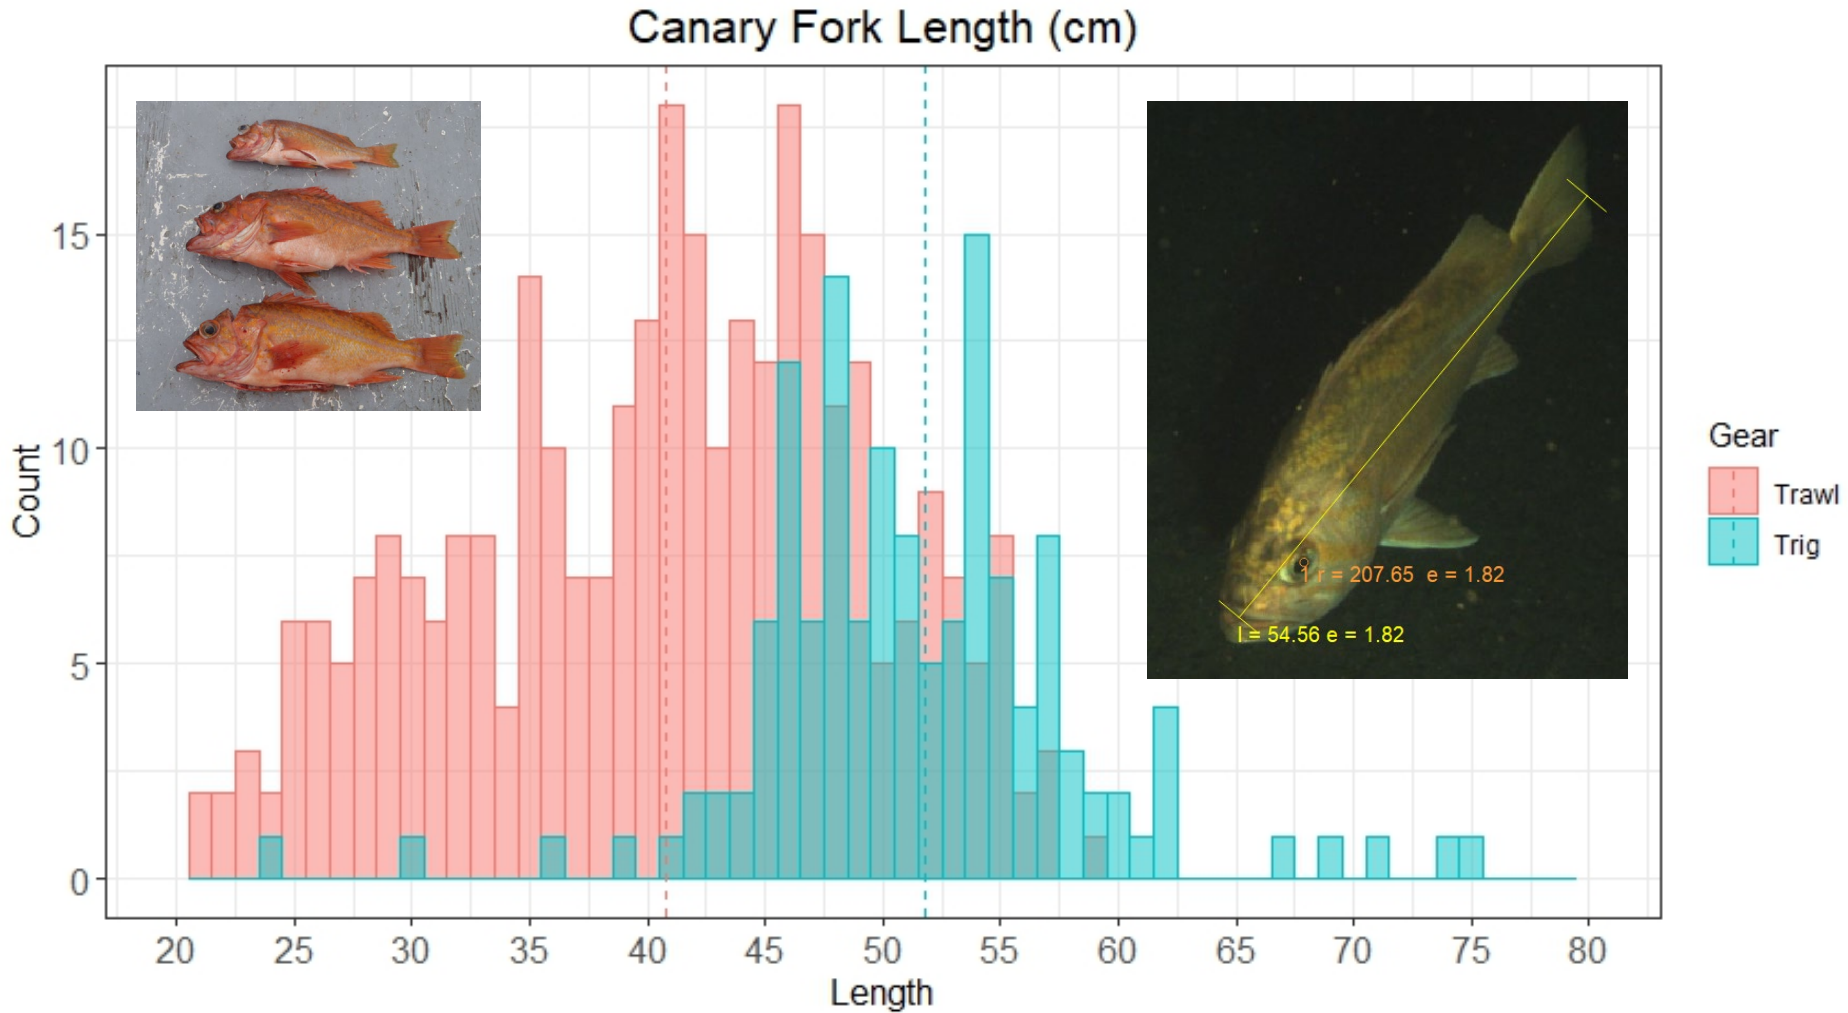 Canary Fork Length (cm)
Count
15
10
5
0
20 25 30 35 40 45 50 55 60 65 70 75 80
Length
Gear
Trawl
Trig
1 r = 207.65 e = 1.82
l = 54.56 e = 1.82